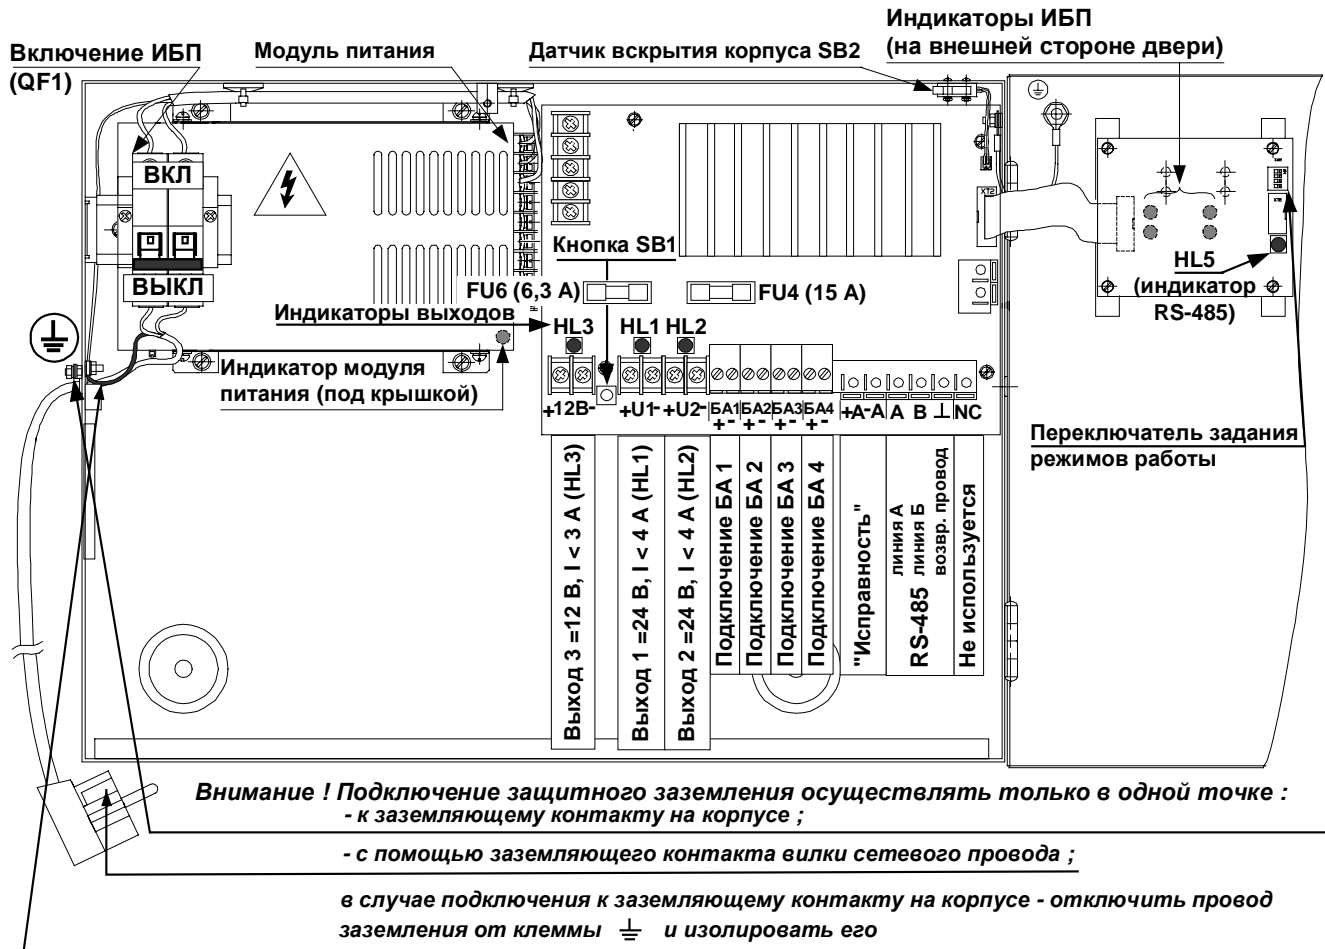 Индикаторы ИБП
(на внешней стороне двери)
Включение ИБП
(QF1)
Модуль питания
Датчик вскрытия корпуса SB2
ВКЛ
ВЫКЛ
XT2
Кнопка SB1
FU6 (6,3 А)
FU4 (15 А)
HL5
(индикатор
RS-485)
Индикаторы выходов
HL3
HL1 HL2
Индикатор модуля
питания (под крышкой)
+12В- +U1- +U2- БА1 БА2 БА3 БА4 +A-A A B ⊥ NC
+- +- +- +-
Переключатель задания
режимов работы
Выход 3 =12 В, I < 3 А (HL3)
Выход 1 =24 В, I < 4 А (HL1)
Выход 2 =24 В, I < 4 А (HL2)
Подключение БА 1
Подключение БА 2
Подключение БА 3
Подключение БА 4
"Исправность"
RS-485
линия А
линия Б
возвр. провод
Не используется
Внимание ! Подключение защитного заземления осуществлять только в одной точке :
- к заземляющему контакту на корпусе ;
- с помощью заземляющего контакта вилки сетевого провода ;
в случае подключения к заземляющему контакту на корпусе - отключить провод
заземления от клеммы ⏚ и изолировать его